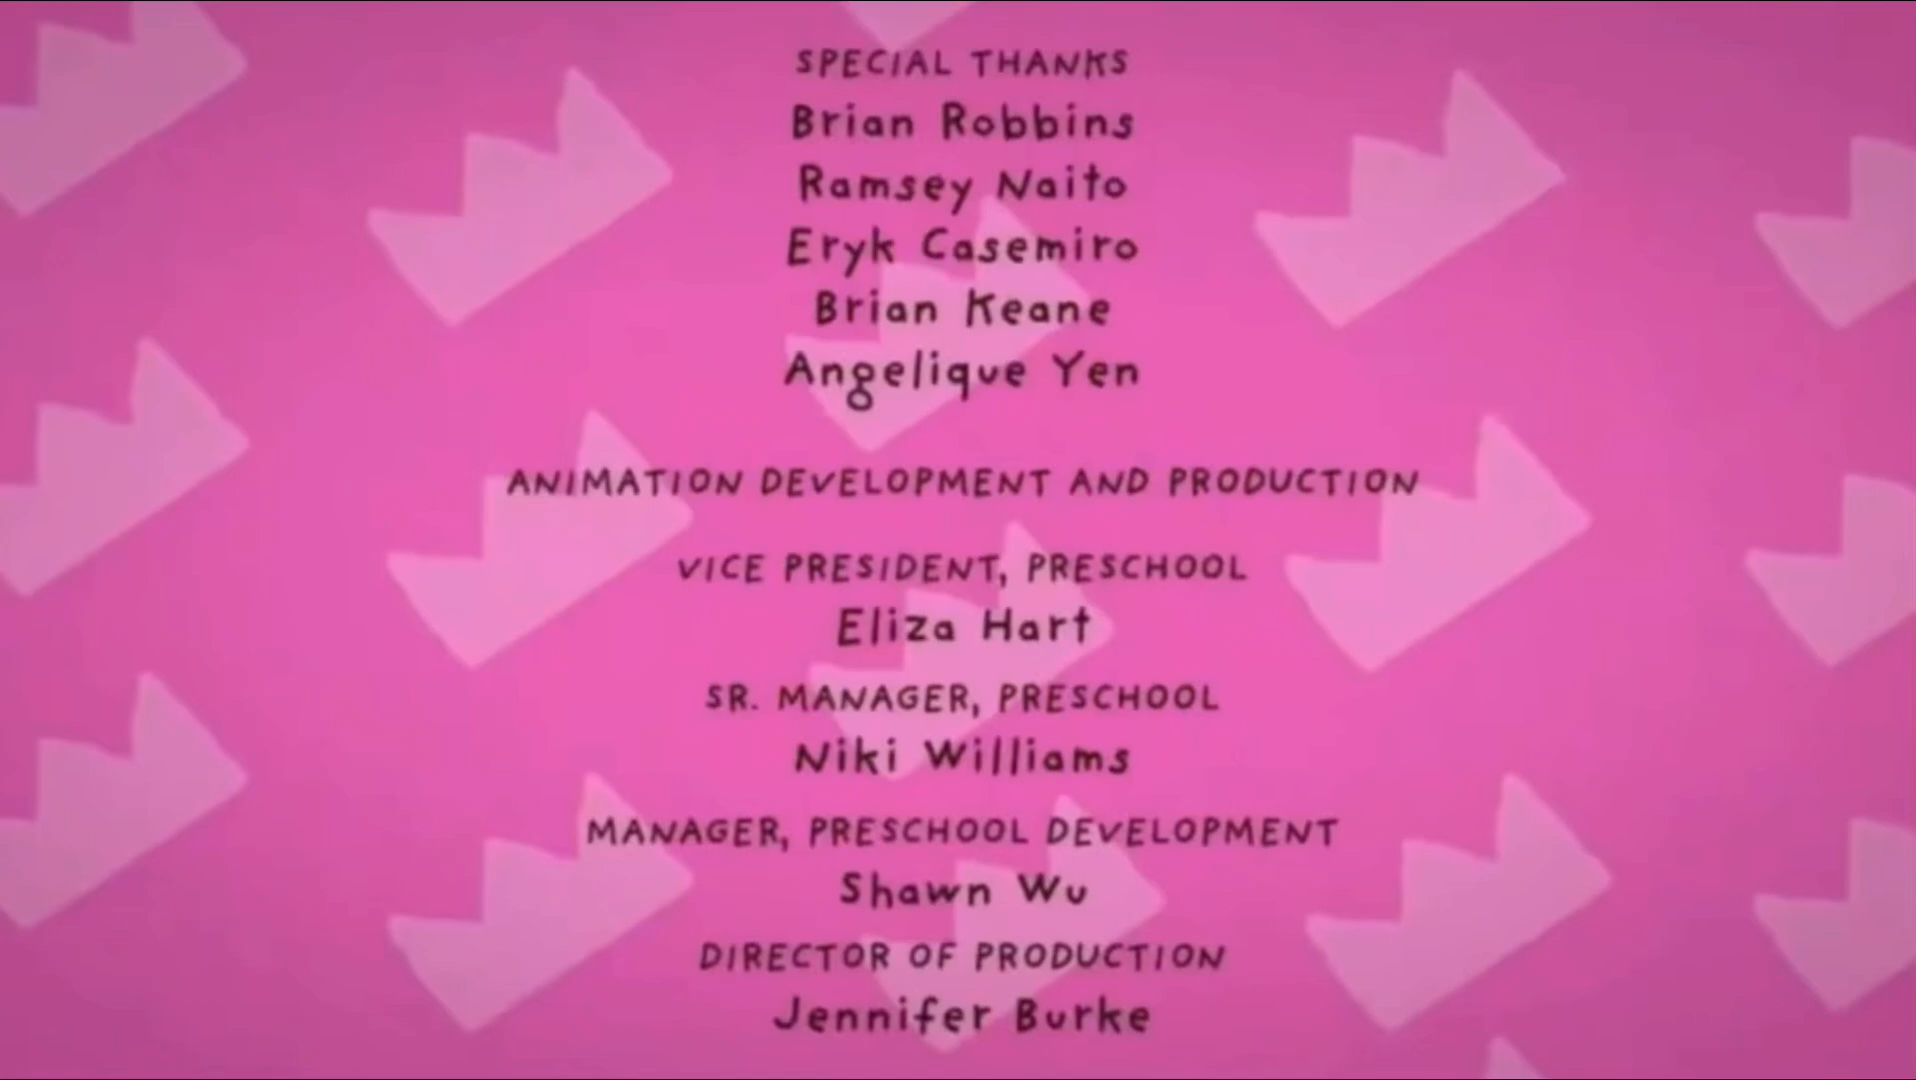 SPECIAL THANKS
Brian Robbins
Ramsey Naito
Eryk Casemiro
Brian Keane
Angelique Yen
ANIMATION DEVELOPMENT AND PRODUCTION
VICE PRESIDENT, PRESCHOOL
Eliza Hart
SR. MANAGER, PRESCHOOL
Niki Williams
MANAGER, PRESCHOOL DEVELOPMENT
Shawn Wu
DIRECTOR OF PRODUCTION
Jennifer Burke